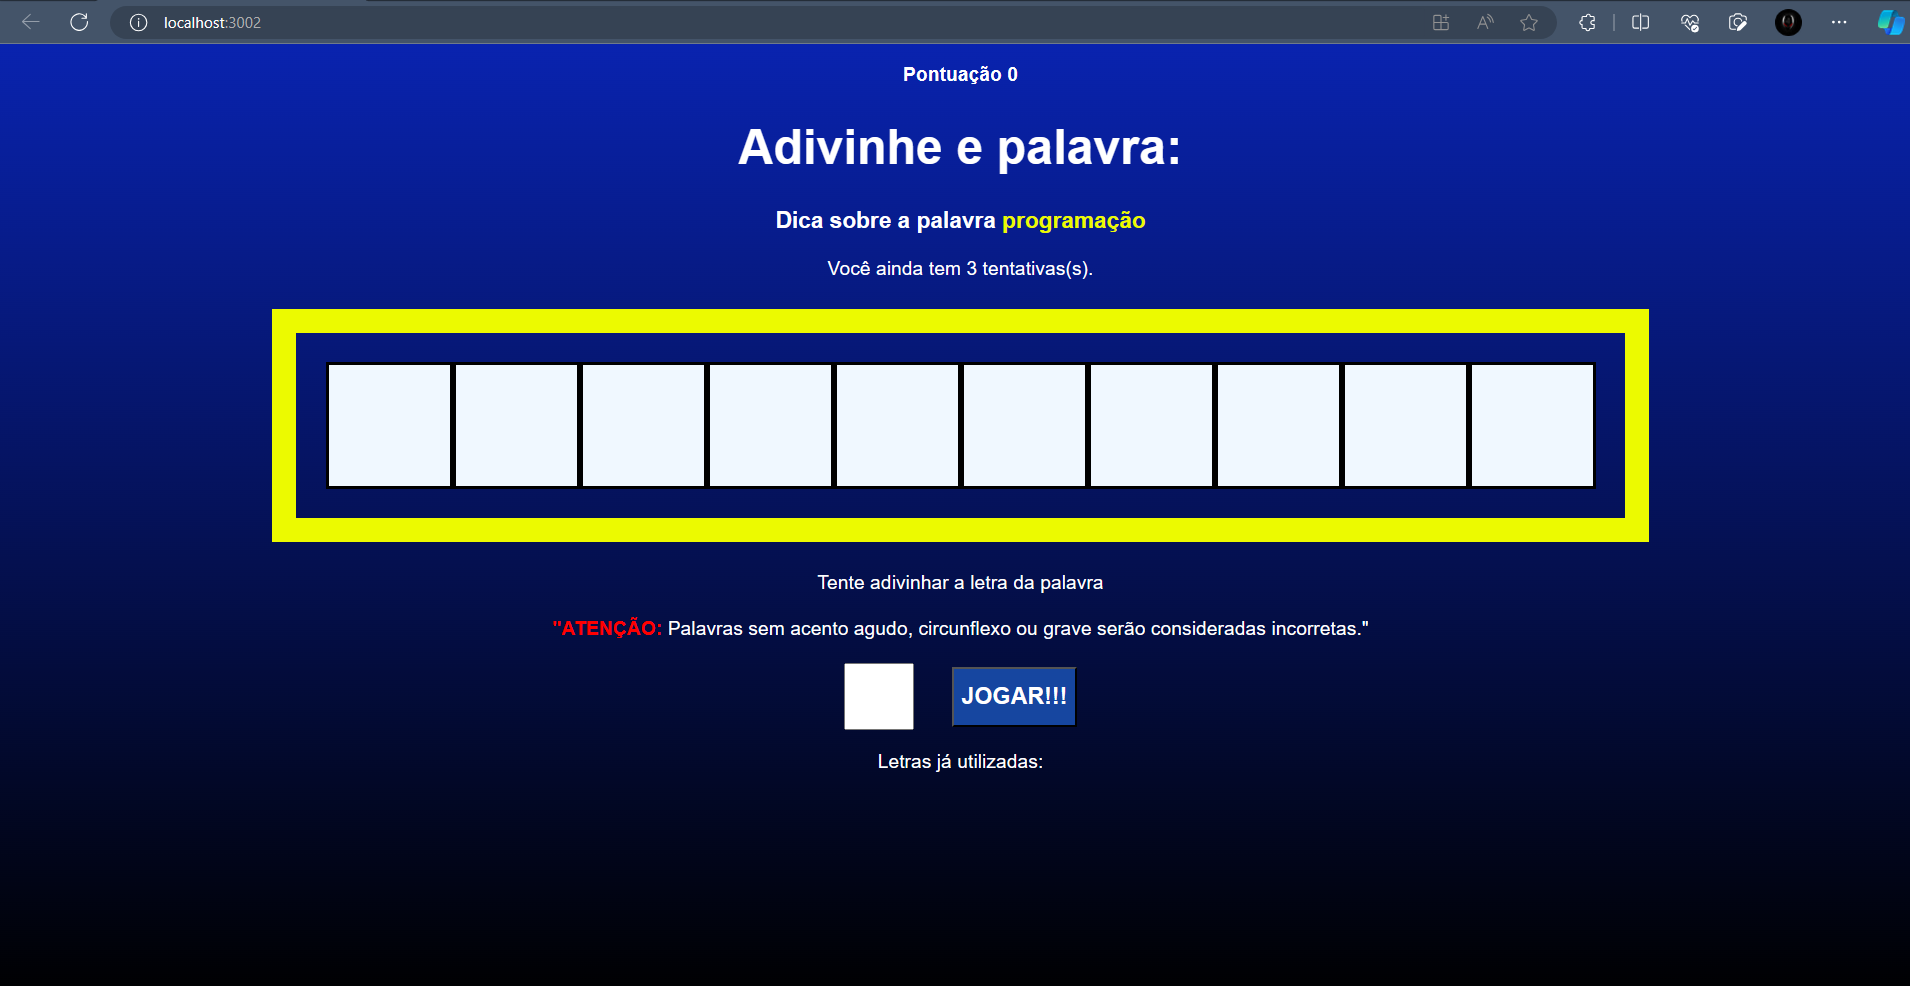 localhost:3002
Pontuação 0
Adivinhe e palavra:
Dica sobre a palavra programação
Você ainda tem 3 tentativas(s).
Tente adivinhar a letra da palavra
"ATENÇÃO: Palavras sem acento agudo, circunflexo ou grave serão consideradas incorretas."
JOGAR!!!
Letras já utilizadas: